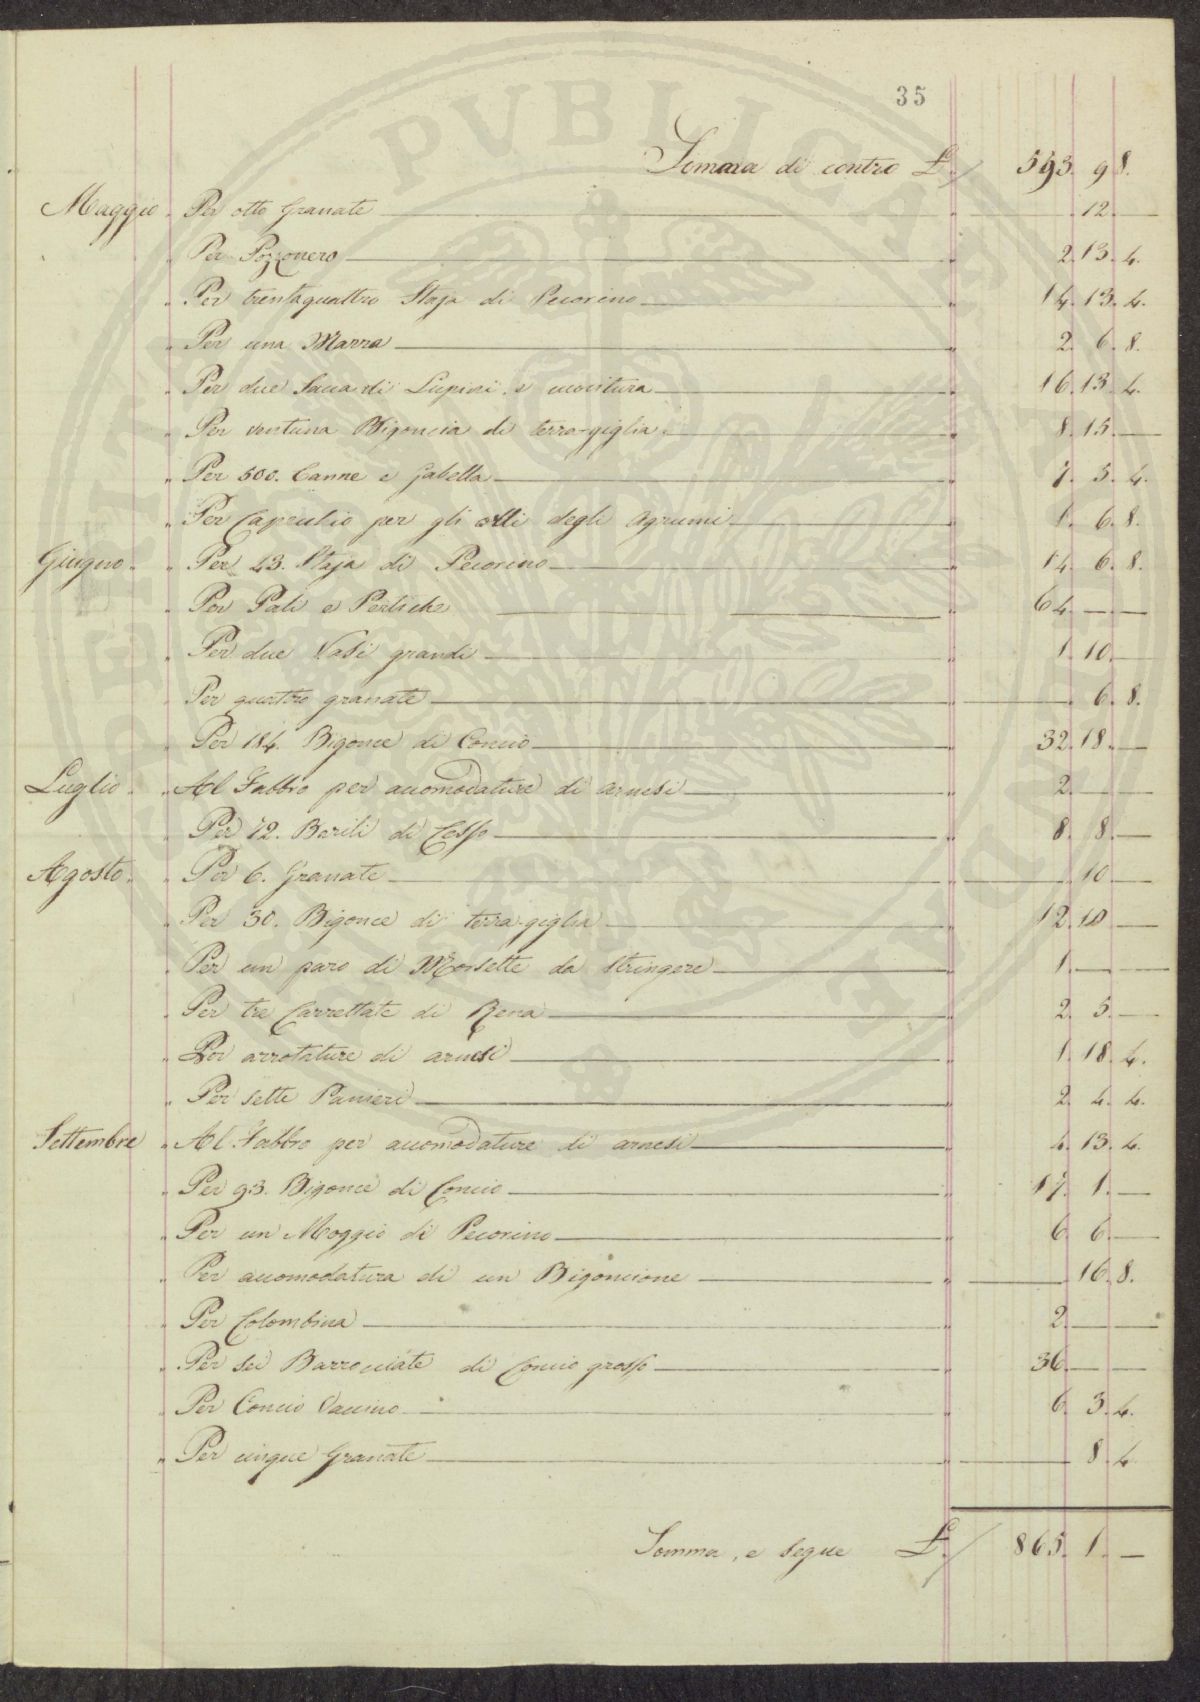 35
Somma di contro £ 593. 9 8.
Maggio „ Per otto Granate — 12 —
„ Per Pozzonero 2. 13. 4.
„ Per trentaquattro Staja di Pecorino 14. 13. 4.
„ Per una Marra 2. 6. 8.
„ Per due Sacca di Lupini e cocitura 16. 13. 4.
„ Per ventuna Bigoncia di terra-giglia 8. 15. —
„ Per 500. Canne e Gabella 7. 3. 4.
„ Per Capecchio per gli occhi degli Agrumi 1. 6. 8.
Giugno „ Per 43. Staja di Pecorino 14. 6. 8.
„ Per Pali e Pertiche 64. — —
„ Per due Vasi grandi 1. 10. —
„ Per quattro granate — 6. 8.
„ Per 184. Bigonce di Concio 32. 18. —
Luglio „ Al Fabbro per accomodature di arnesi 2. — —
„ Per 12. Barili di Cesso 8. 8. —
Agosto „ Per 6. Granate — 10 —
„ Per 30. Bigonce di terra-giglia 12. 10 —
„ Per un paro di Morsette da stringere 1. — —
„ Per tre Carrettate di Rena 2. 5. —
„ Per arrotature di arnesi 1. 18. 4.
„ Per sette Panieri 2. 4. 4.
Settembre „ Al Fabbro per accomodature di arnesi 4. 13. 4.
„ Per 93. Bigonce di Concio 17. 1. —
„ Per un Moggio di Pecorino 6. 6. —
„ Per accomodatura di un Bigoncione — 16. 8.
„ Per Colombina 2. — —
„ Per sei Barrocciate di Concio grosso 36. — —
„ Per Concio Vaccino 6. 3. 4.
„ Per cinque Granate — 8. 4
Somma, e segue £ 865. 1. —